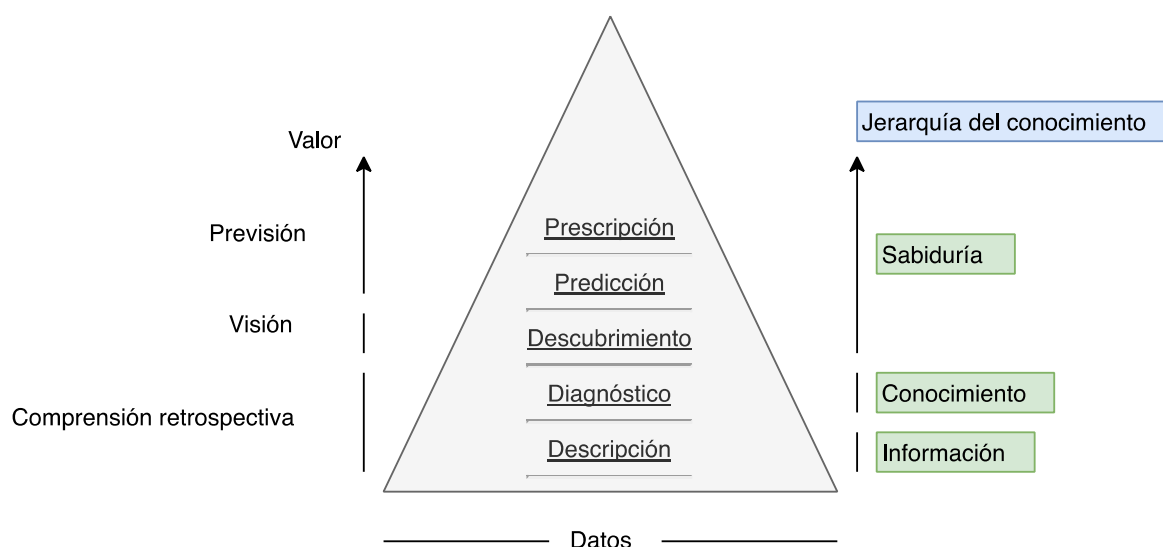 Jerarquía del conocimiento
Valor
Prescripción
Previsión
Sabiduría
Predicción
Visión
Descubrimiento
Diagnóstico
Conocimiento
Comprensión retrospectiva
Descripción
Información
Datos